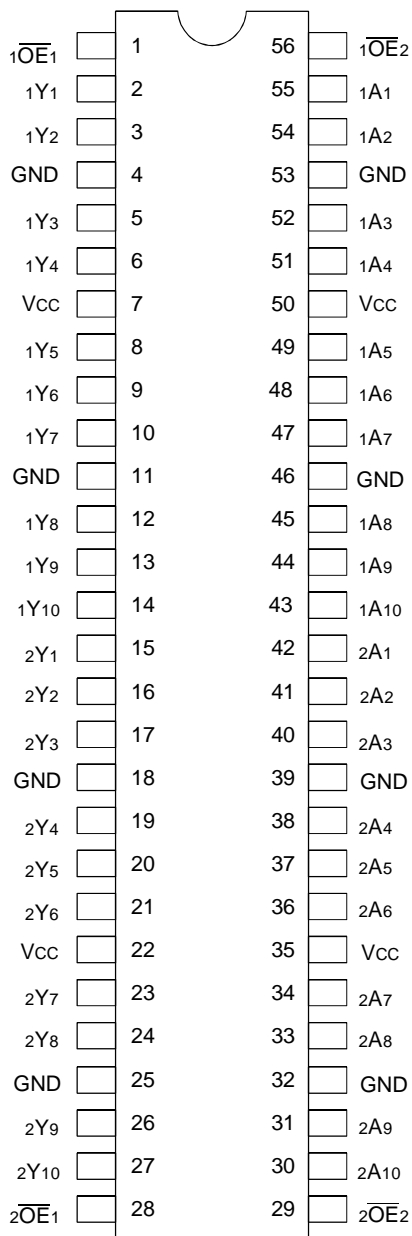 1OE1 1 56 1OE2
1Y1 2 55 1A1
1Y2 3 54 1A2
GND 4 53 GND
1Y3 5 52 1A3
1Y4 6 51 1A4
VCC 7 50 VCC
1Y5 8 49 1A5
1Y6 9 48 1A6
1Y7 10 47 1A7
GND 11 46 GND
1Y8 12 45 1A8
1Y9 13 44 1A9
1Y10 14 43 1A10
2Y1 15 42 2A1
2Y2 16 41 2A2
2Y3 17 40 2A3
GND 18 39 GND
2Y4 19 38 2A4
2Y5 20 37 2A5
2Y6 21 36 2A6
VCC 22 35 VCC
2Y7 23 34 2A7
2Y8 24 33 2A8
GND 25 32 GND
2Y9 26 31 2A9
2Y10 27 30 2A10
2OE1 28 29 2OE2